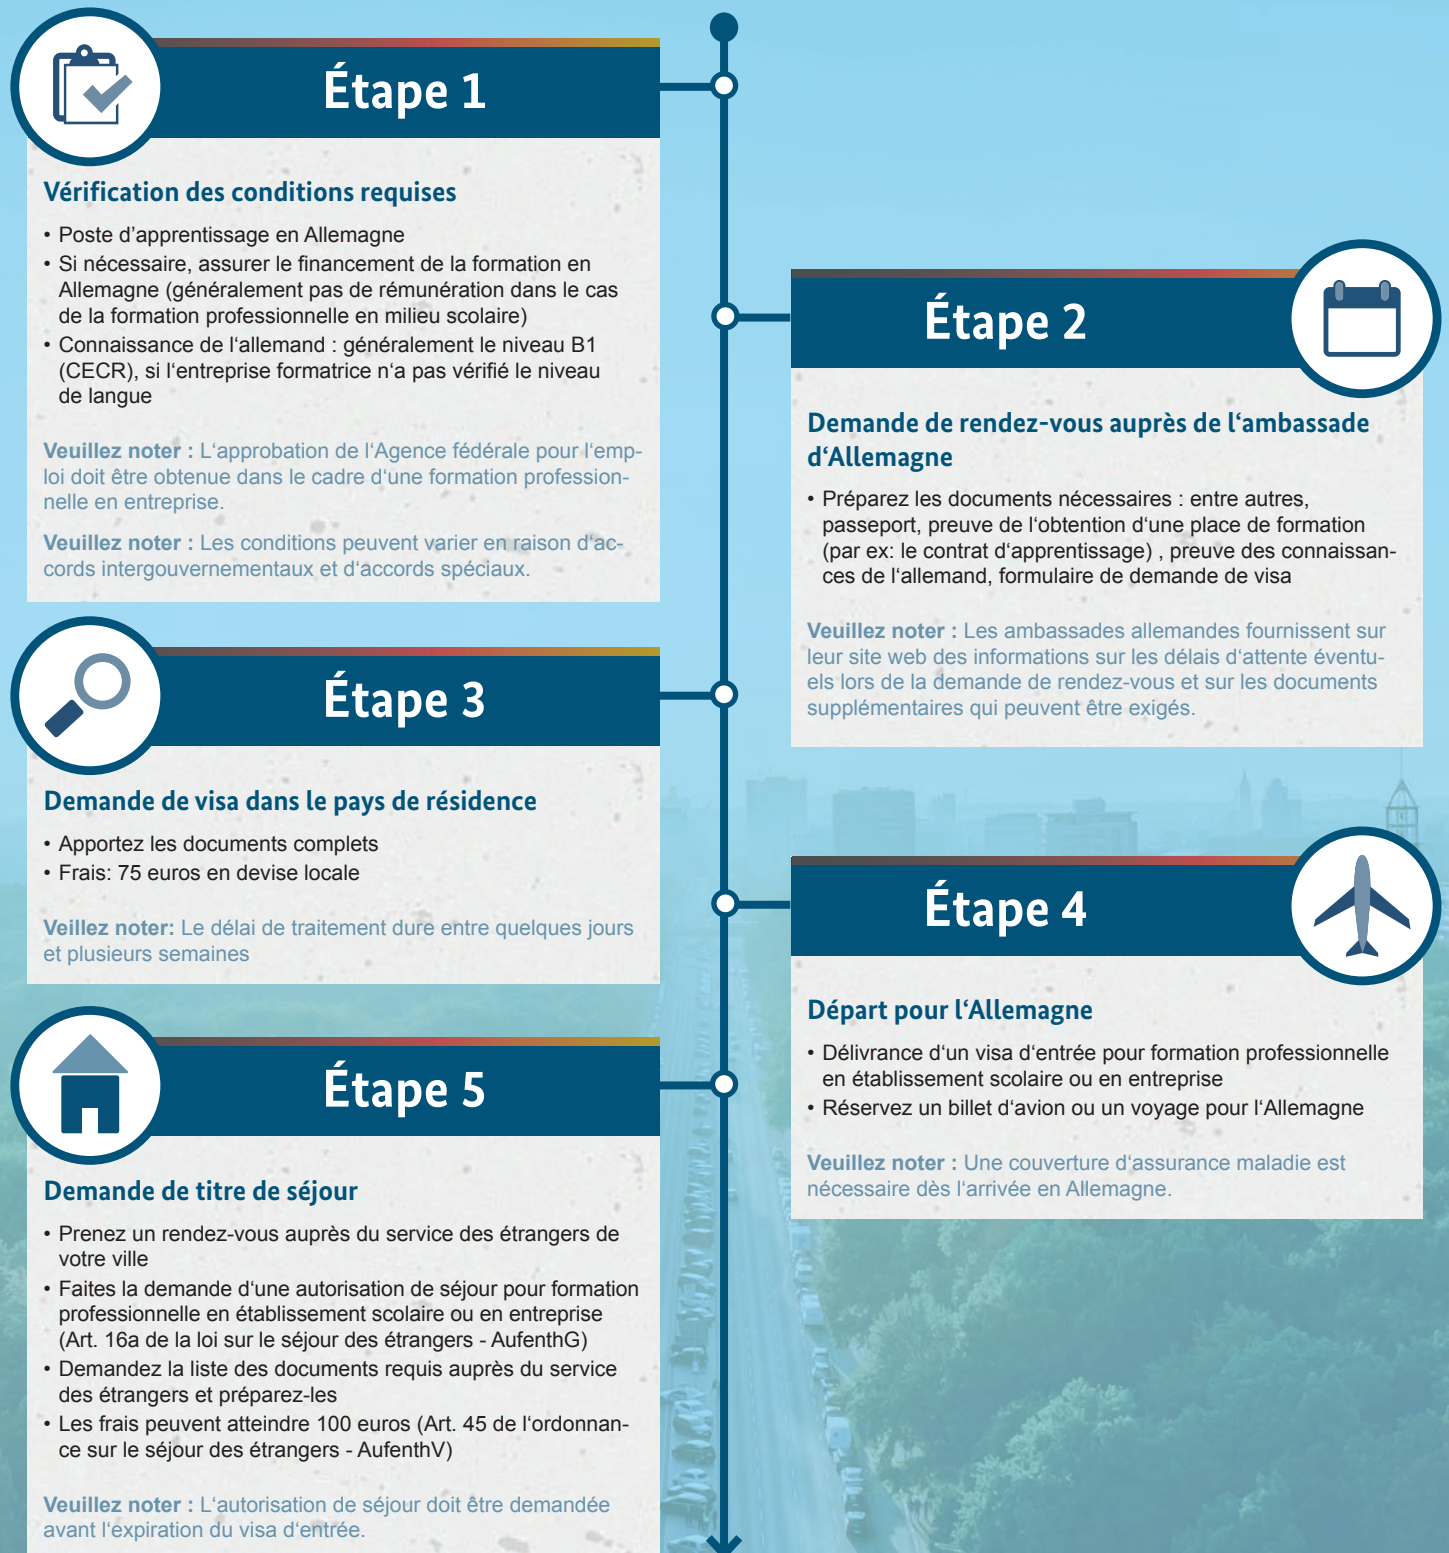 Étape 1
Vérification des conditions requises
• Poste d’apprentissage en Allemagne
• Si nécessaire, assurer le financement de la formation en
Allemagne (généralement pas de rémunération dans le cas
de la formation professionnelle en milieu scolaire)
• Connaissance de l‘allemand : généralement le niveau B1
(CECR), si l‘entreprise formatrice n‘a pas vérifié le niveau
de langue
Veuillez noter : L‘approbation de l‘Agence fédérale pour l‘emp-
loi doit être obtenue dans le cadre d‘une formation profession-
nelle en entreprise.
Veuillez noter : Les conditions peuvent varier en raison d‘ac-
cords intergouvernementaux et d‘accords spéciaux.
Étape 2
Demande de rendez-vous auprès de l‘ambassade
d‘Allemagne
• Préparez les documents nécessaires : entre autres,
passeport, preuve de l‘obtention d‘une place de formation
(par ex: le contrat d‘apprentissage) , preuve des connaissan-
ces de l‘allemand, formulaire de demande de visa
Veuillez noter : Les ambassades allemandes fournissent sur
leur site web des informations sur les délais d‘attente éventu-
els lors de la demande de rendez-vous et sur les documents
supplémentaires qui peuvent être exigés.
Étape 3
Demande de visa dans le pays de résidence
• Apportez les documents complets
• Frais: 75 euros en devise locale
Veillez noter: Le délai de traitement dure entre quelques jours
et plusieurs semaines
Étape 4
Départ pour l‘Allemagne
• Délivrance d‘un visa d‘entrée pour formation professionnelle
en établissement scolaire ou en entreprise
• Réservez un billet d‘avion ou un voyage pour l‘Allemagne
Veuillez noter : Une couverture d‘assurance maladie est
nécessaire dès l‘arrivée en Allemagne.
Étape 5
Demande de titre de séjour
• Prenez un rendez-vous auprès du service des étrangers de
votre ville
• Faites la demande d‘une autorisation de séjour pour formation
professionnelle en établissement scolaire ou en entreprise
(Art. 16a de la loi sur le séjour des étrangers - AufenthG)
• Demandez la liste des documents requis auprès du service
des étrangers et préparez-les
• Les frais peuvent atteindre 100 euros (Art. 45 de l‘ordonnan-
ce sur le séjour des étrangers - AufenthV)
Veuillez noter : L‘autorisation de séjour doit être demandée
avant l‘expiration du visa d‘entrée.